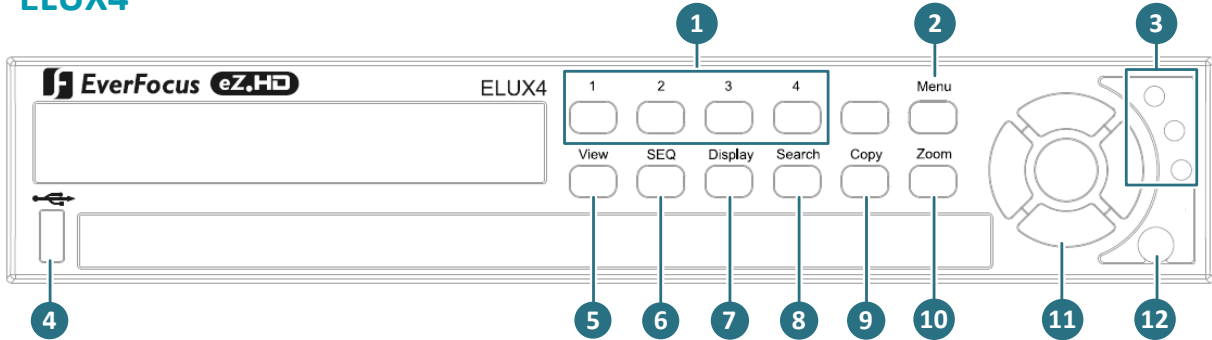 ELUX4
1 2 3
EverFocus eZ.HD ELUX4 1 2 3 4 Menu
View SEQ Display Search Copy Zoom
4 5 6 7 8 9 10 11 12